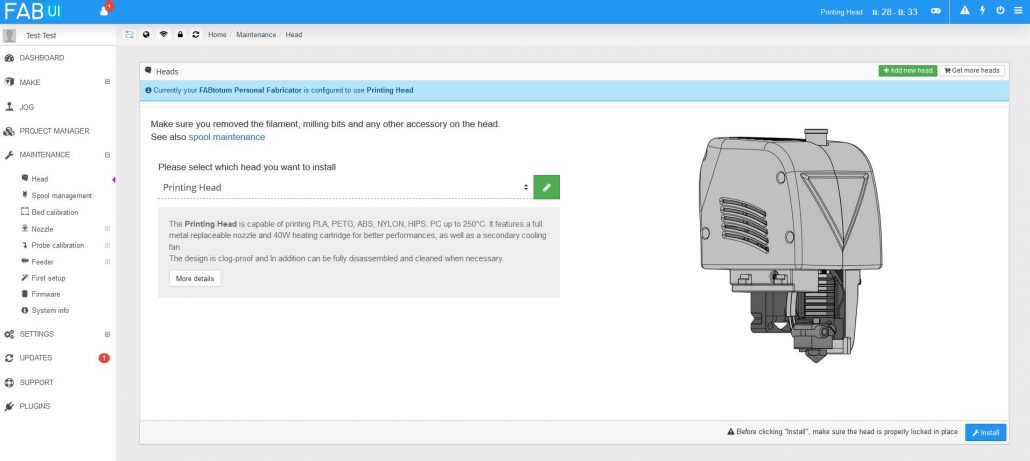 FAB UI
1
Printing Head N: 28 - B: 33
Test Test
Home / Maintenance / Head
DASHBOARD
MAKE
JOG
PROJECT MANAGER
MAINTENANCE
Head
Spool management
Bed calibration
Nozzle
Probe calibration
Feeder
First setup
Firmware
System info
SETTINGS
UPDATES 1
SUPPORT
PLUGINS
Heads
Add new head
Get more heads
Currently your FABtotum Personal Fabricator is configured to use Printing Head
Make sure you removed the filament, milling bits and any other accessory on the head.
See also spool maintenance
Please select which head you want to install
Printing Head
The Printing Head is capable of printing PLA, PETG, ABS, NYLON, HIPS, PC up to 250°C. It features a full
metal replaceable nozzle and 40W heating cartridge for better performances, as well as a secondary cooling
fan.
The design is clog-proof and In addition can be fully disassembled and cleaned when necessary.
More details
Before clicking "Install", make sure the head is properly locked in place
Install